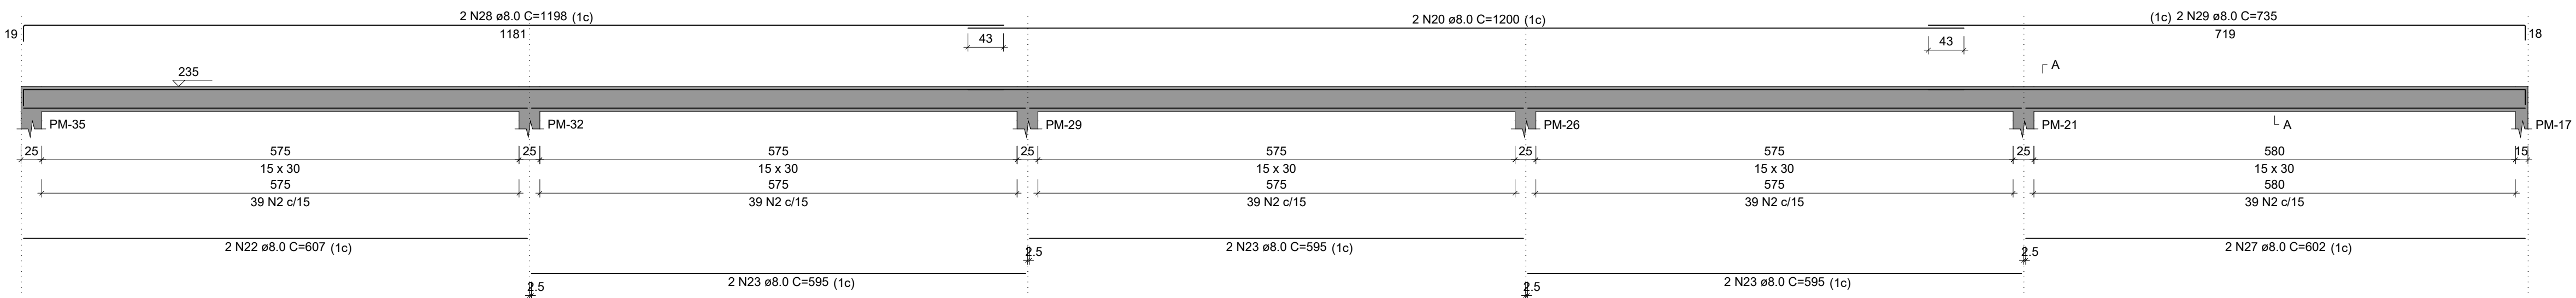 2 N28 ø8.0 C=1198 (1c)
2 N20 ø8.0 C=1200 (1c)
(1c) 2 N29 ø8.0 C=735
19 1181 43 43 719 18
235
A
PM-35 PM-32 PM-29 PM-26 PM-21 A PM-17
25 575 25 575 25 575 25 575 25 580 15
15 x 30 15 x 30 15 x 30 15 x 30 15 x 30
575 575 575 575 580
39 N2 c/15 39 N2 c/15 39 N2 c/15 39 N2 c/15 39 N2 c/15
2 N22 ø8.0 C=607 (1c) 2 N23 ø8.0 C=595 (1c) 2 N27 ø8.0 C=602 (1c)
2.5 2.5
2 N23 ø8.0 C=595 (1c) 2 N23 ø8.0 C=595 (1c)
2.5 2.5